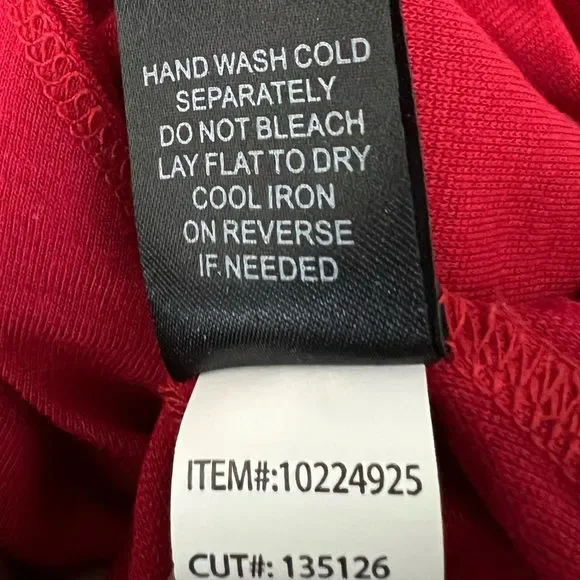 HAND WASH COLD
SEPARATELY
DO NOT BLEACH
LAY FLAT TO DRY
COOL IRON
ON REVERSE
IF NEEDED
ITEM#:10224925
CUT#: 135126